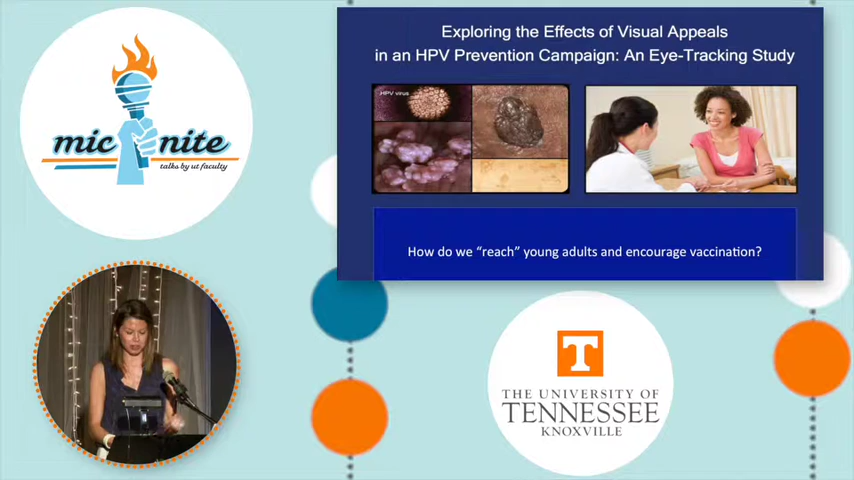 mic nite
talks by ut faculty
Exploring the Effects of Visual Appeals
in an HPV Prevention Campaign: An Eye-Tracking Study
HPV virus
How do we “reach” young adults and encourage vaccination?
T
THE UNIVERSITY OF
TENNESSEE
KNOXVILLE